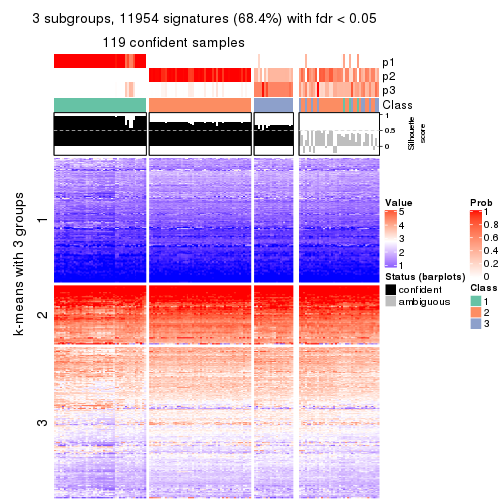 3 subgroups, 11954 signatures (68.4%) with fdr < 0.05
119 confident samples
p1
p2
p3
Class
1
0.5
0
Silhouette
score
k-means with 3 groups
1
2
3
Value
5
4
3
2
1
Status (barplots)
confident
ambiguous
Prob
1
0.8
0.6
0.4
0.2
0
Class
1
2
3